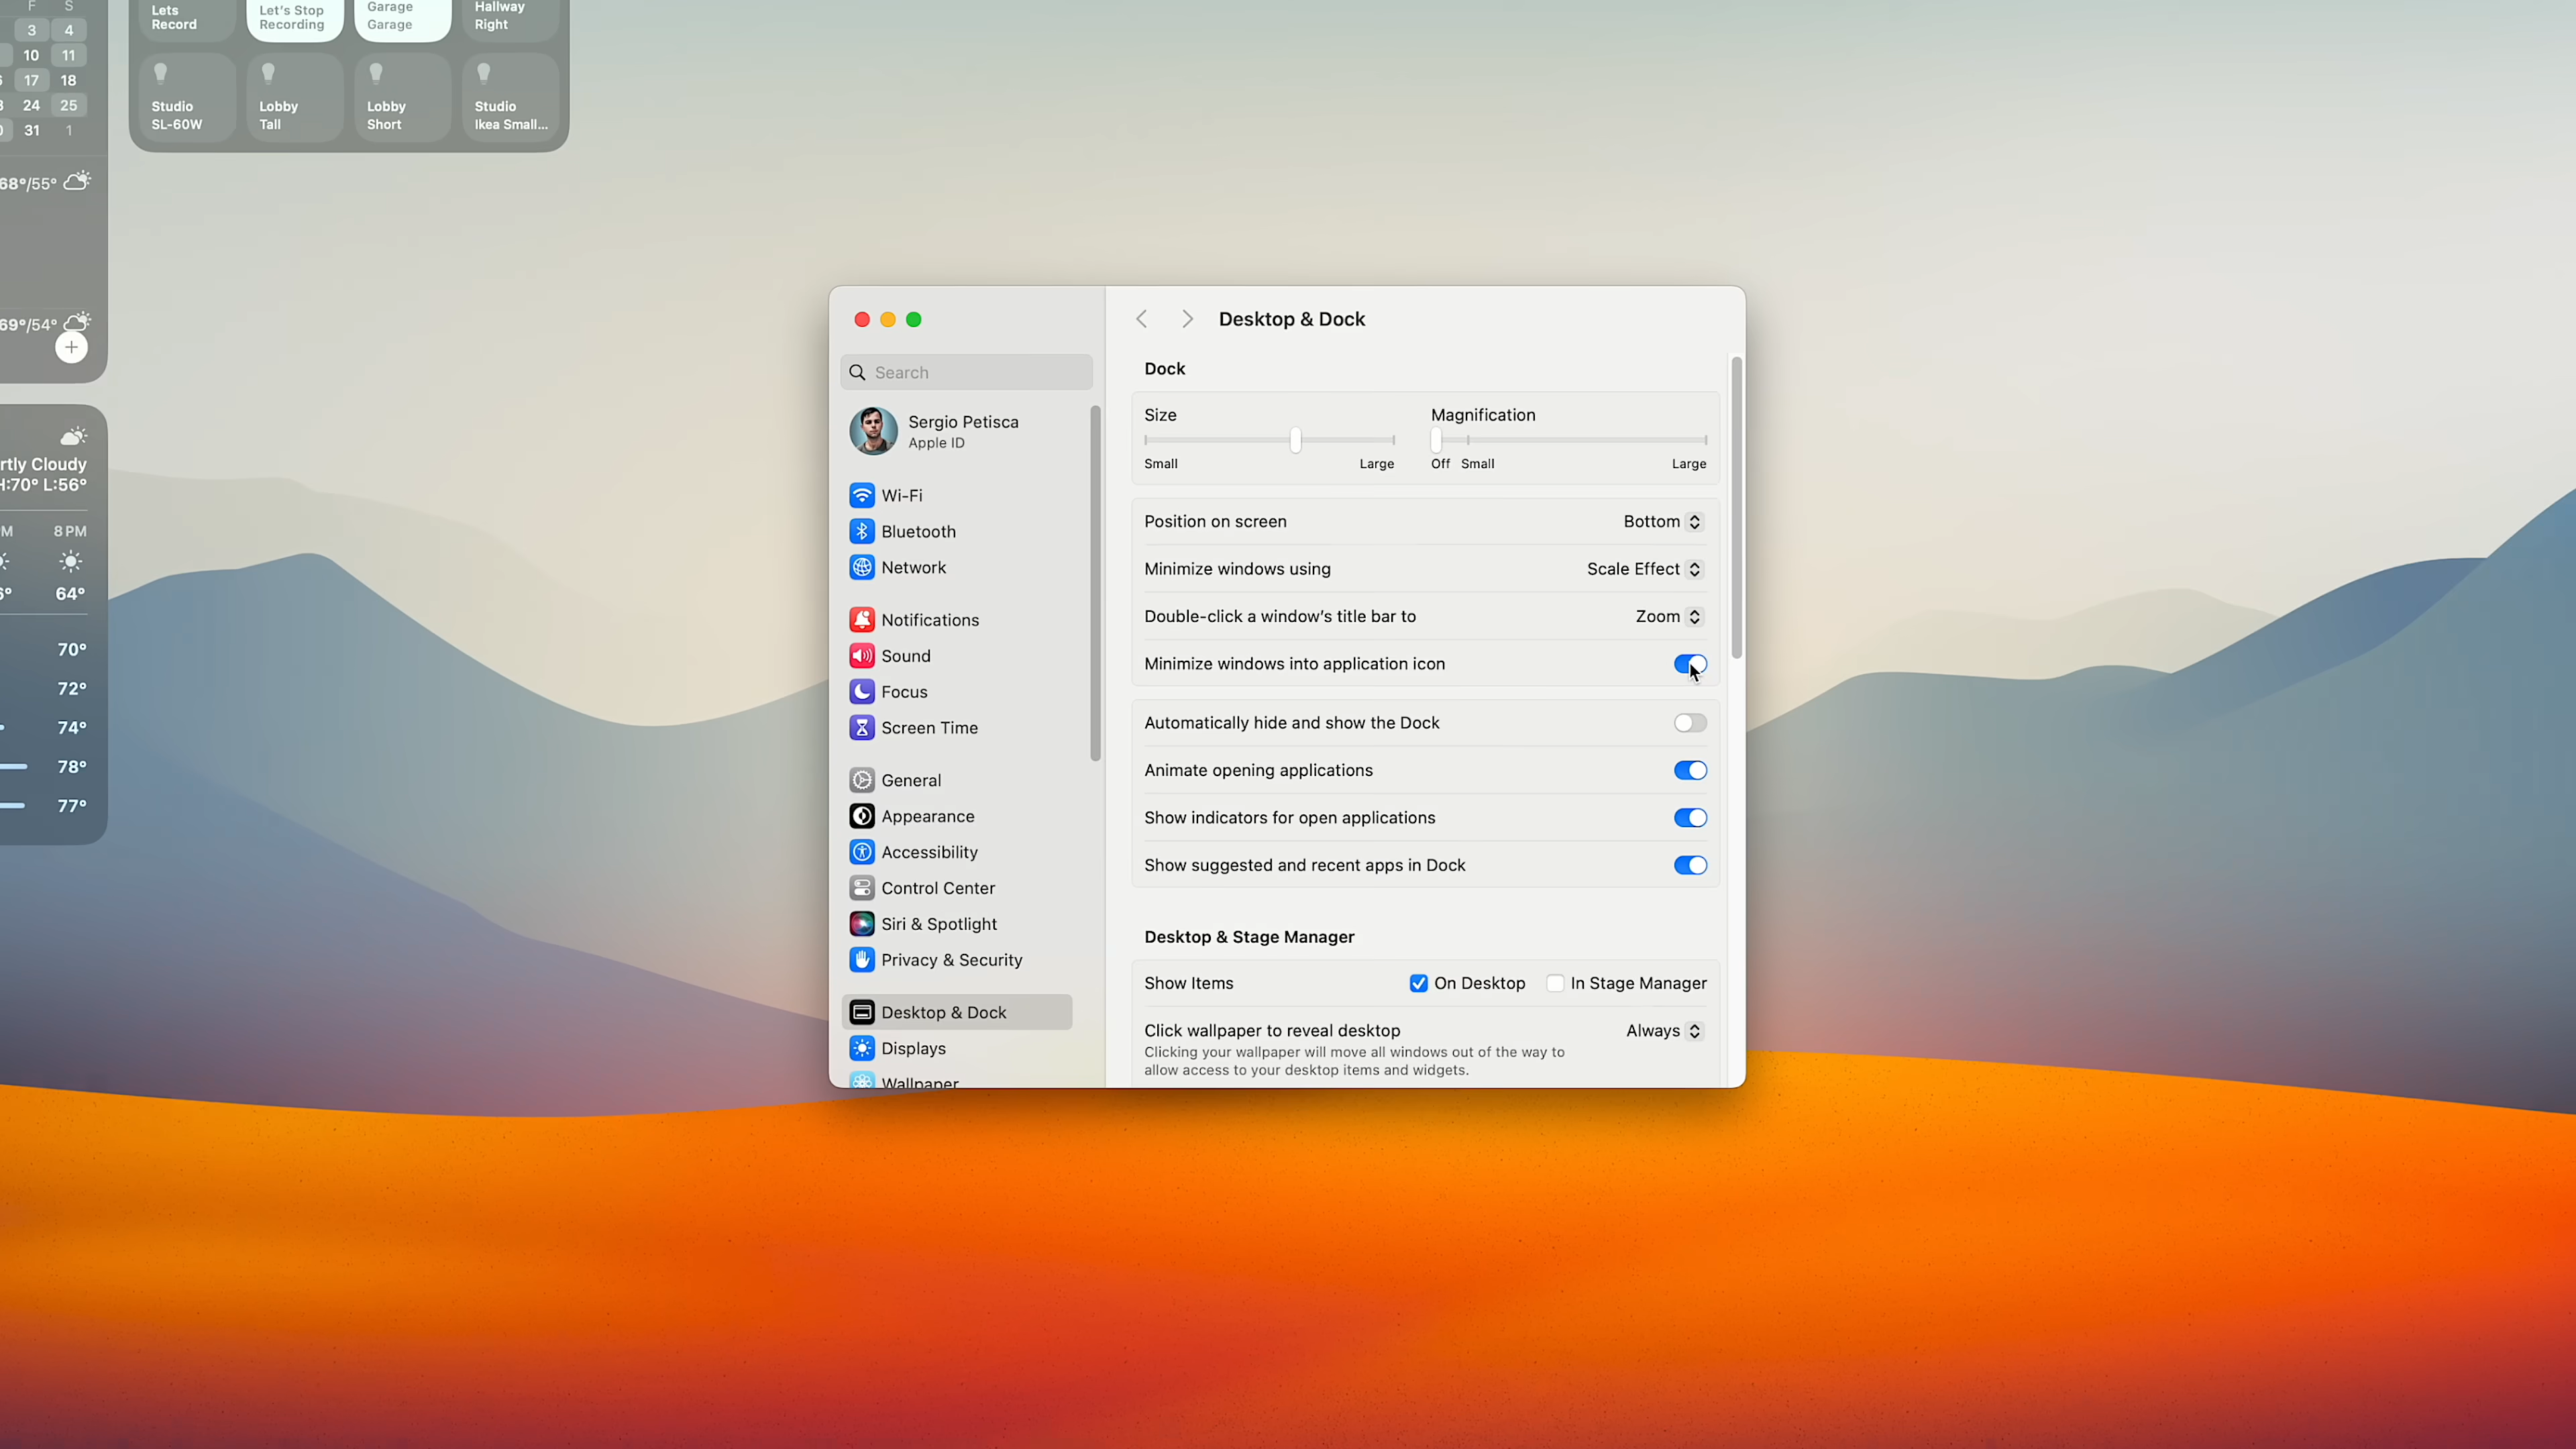 F S
3 4
10 11
17 18
24 25
31 1
68°/55°
69°/54°
H:70° L:56°
8 PM
64°
70°
72°
74°
78°
77°
Lets
Record
Let's Stop
Recording
Garage
Garage
Hallway
Right
Studio
SL-60W
Lobby
Tall
Lobby
Short
Studio
Ikea Small...
Search
Sergio Petisca
Apple ID
Wi-Fi
Bluetooth
Network
Notifications
Sound
Focus
Screen Time
General
Appearance
Accessibility
Control Center
Siri & Spotlight
Privacy & Security
Desktop & Dock
Displays
Wallpaper
Desktop & Dock
Dock
Size Magnification
Small Large Off Small Large
Position on screen Bottom
Minimize windows using Scale Effect
Double-click a window's title bar to Zoom
Minimize windows into application icon
Automatically hide and show the Dock
Animate opening applications
Show indicators for open applications
Show suggested and recent apps in Dock
Desktop & Stage Manager
Show Items On Desktop In Stage Manager
Click wallpaper to reveal desktop Always
Clicking your wallpaper will move all windows out of the way to
allow access to your desktop items and widgets.